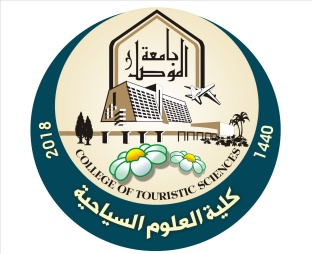 جامعة
الموصل
2018
1440
COLLEGE OF TOURISTIC SCIENCES
كلية العلوم السياحية